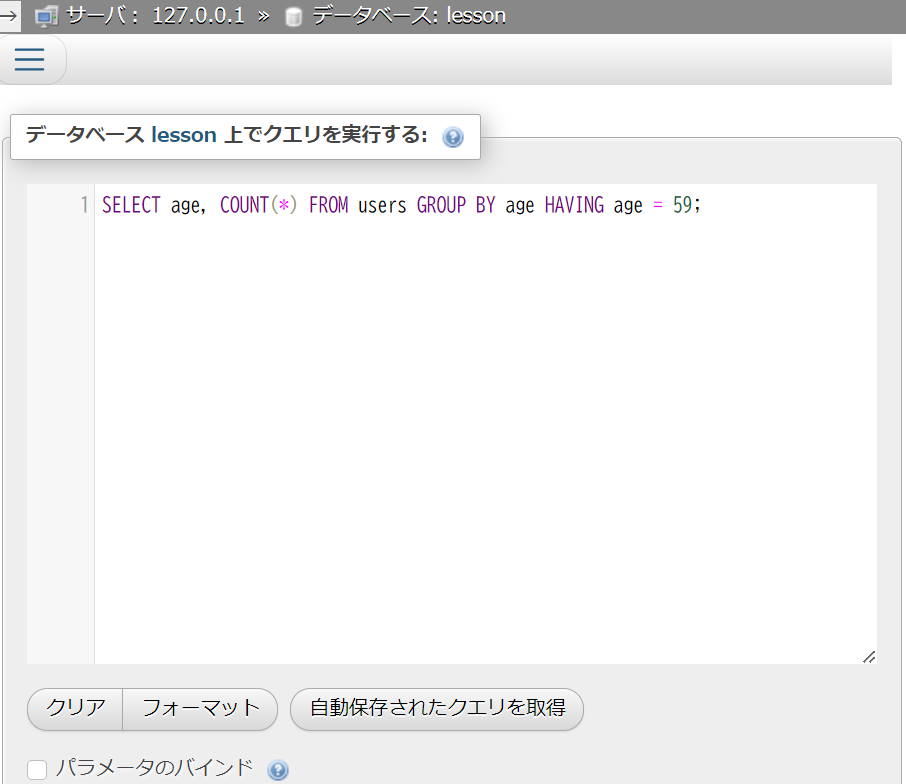 → サーバ: 127.0.0.1 » データベース: lesson
データベース lesson 上でクエリを実行する:
1 SELECT age, COUNT(*) FROM users GROUP BY age HAVING age = 59;
クリア フォーマット 自動保存されたクエリを取得
パラメータのバインド